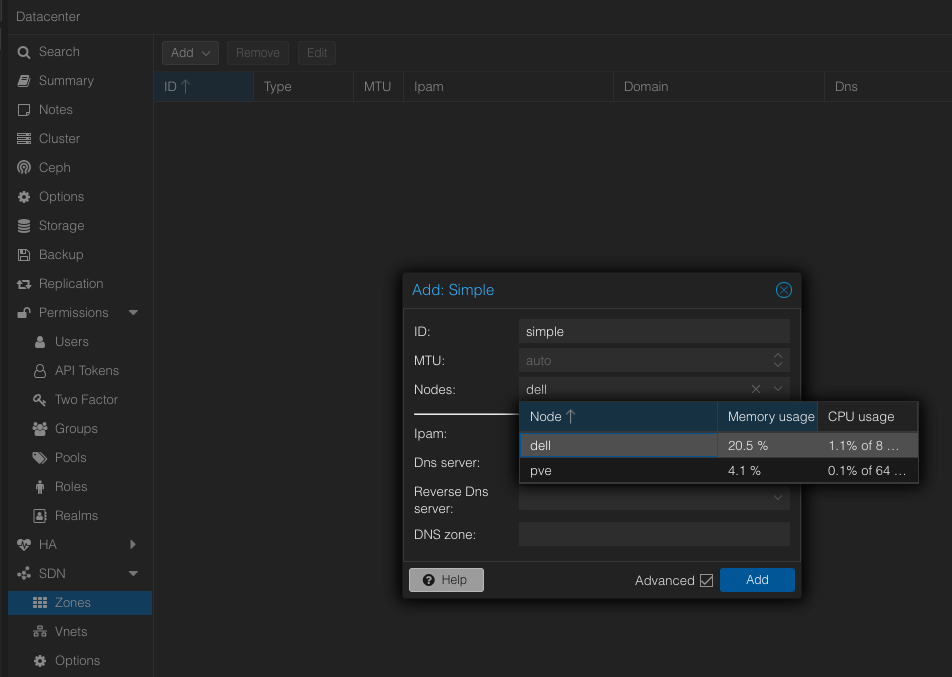 Datacenter
Search
Summary
Notes
Cluster
Ceph
Options
Storage
Backup
Replication
Permissions
Users
API Tokens
Two Factor
Groups
Pools
Roles
Realms
HA
SDN
Zones
Vnets
Options
Add Remove Edit
ID Type MTU Ipam Domain Dns
Add: Simple
ID: simple
MTU: auto
Nodes: dell
Node Memory usage CPU usage
dell 20.5 % 1.1% of 8 ...
pve 4.1 % 0.1% of 64 ...
Ipam:
Dns server:
Reverse Dns
server:
DNS zone:
Help Advanced Add